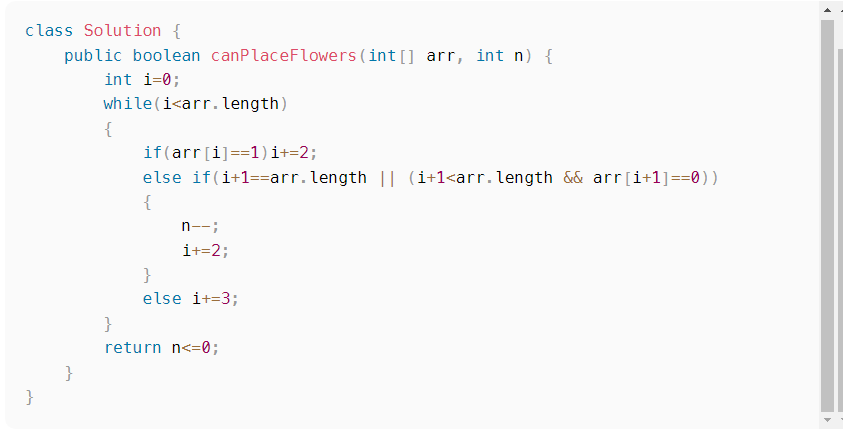 class Solution {
    public boolean canPlaceFlowers(int[] arr, int n) {
        int i=0;
        while(i<arr.length)
        {
            if(arr[i]==1)i+=2;
            else if(i+1==arr.length || (i+1<arr.length && arr[i+1]==0))
            {
                n--;
                i+=2;
            }
            else i+=3;
        }
        return n<=0;
    }
}